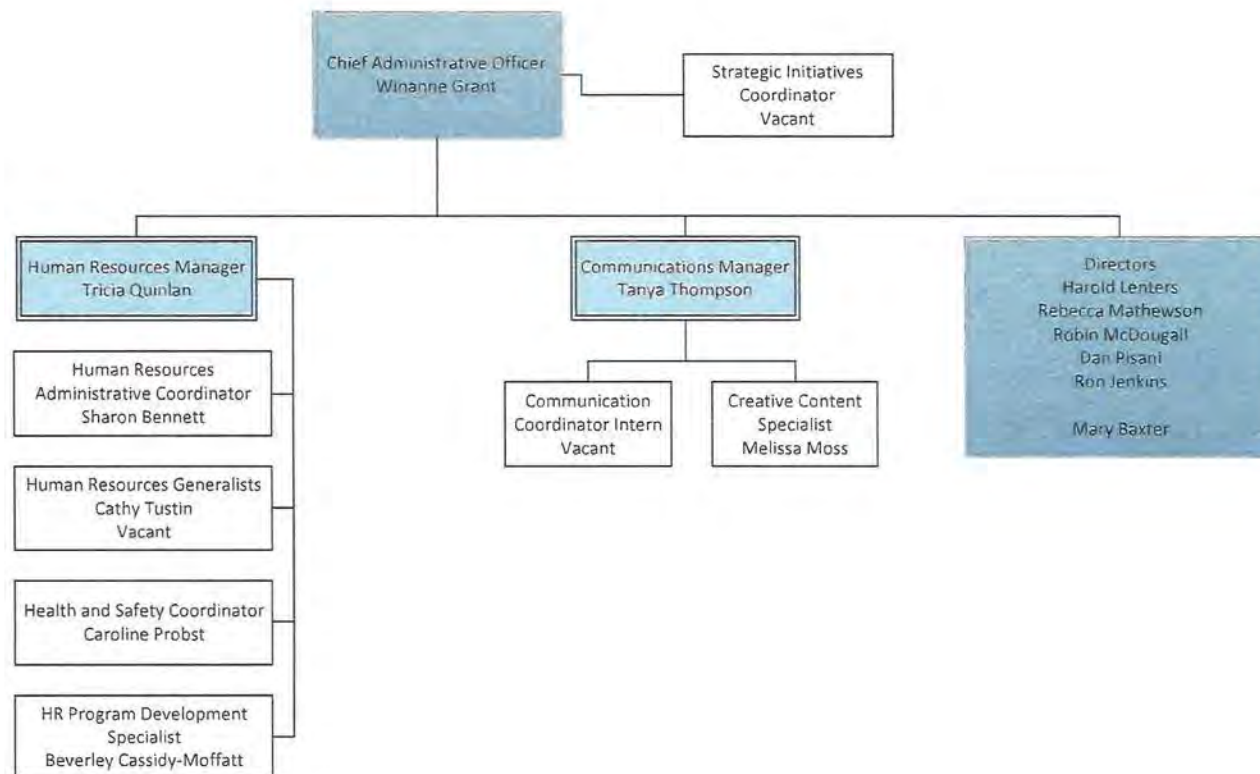 Chief Administrative Officer
Winanne Grant
Strategic Initiatives
Coordinator
Vacant
Human Resources Manager
Tricia Quinlan
Communications Manager
Tanya Thompson
Directors
Harold Lenters
Rebecca Mathewson
Robin McDougall
Dan Pisani
Ron Jenkins
Mary Baxter
Human Resources
Administrative Coordinator
Sharon Bennett
Communication
Coordinator Intern
Vacant
Creative Content
Specialist
Melissa Moss
Human Resources Generalists
Cathy Tustin
Vacant
Health and Safety Coordinator
Caroline Probst
HR Program Development
Specialist
Beverley Cassidy-Moffatt